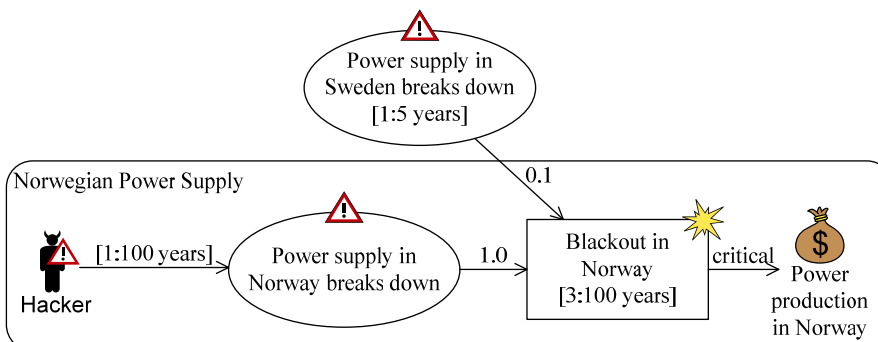 Power supply in
Sweden breaks down
[1:5 years]
Norwegian Power Supply
0.1
[1:100 years]
Hacker
Power supply in
Norway breaks down
1.0
Blackout in
Norway
[3:100 years]
critical
$
Power
production
in Norway